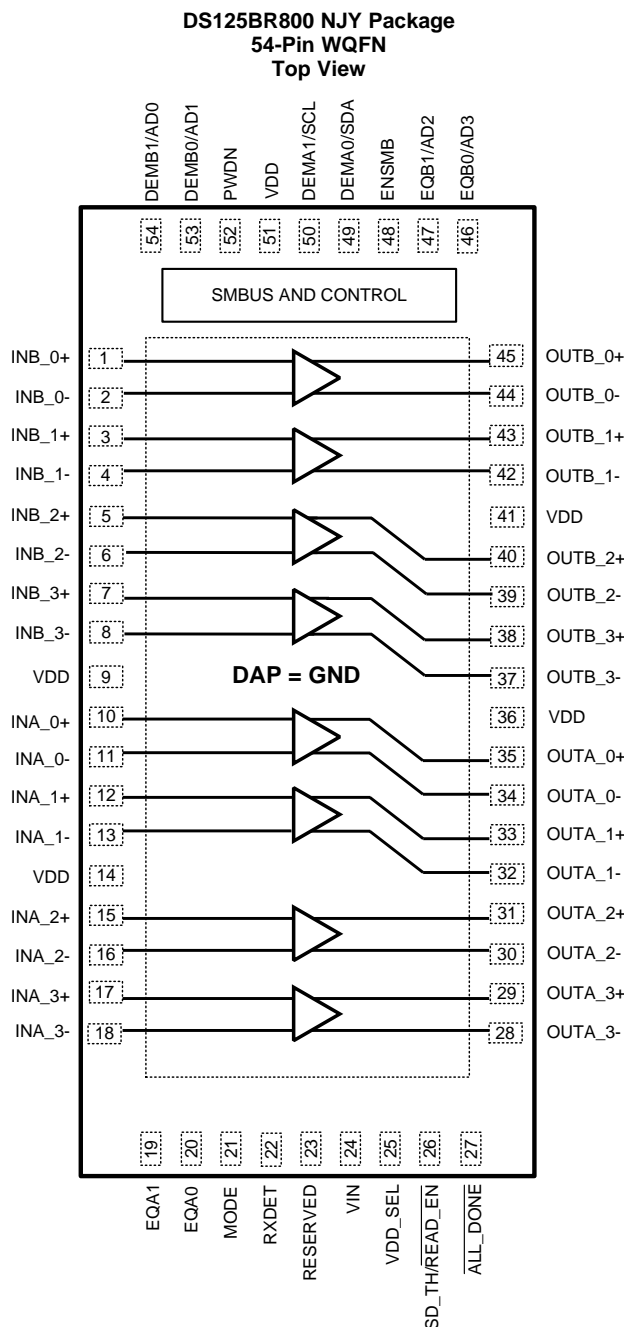 DS125BR800 NJY Package
54-Pin WQFN
Top View
DEMB1/AD0
DEMB0/AD1
PWDN
VDD
DEMA1/SCL
DEMA0/SDA
ENSMB
EQB1/AD2
EQB0/AD3
54 53 52 51 50 49 48 47 46
SMBUS AND CONTROL
INB_0+ 1 45 OUTB_0+
INB_0- 2 44 OUTB_0-
INB_1+ 3 43 OUTB_1+
INB_1- 4 42 OUTB_1-
INB_2+ 5 41 VDD
INB_2- 6 40 OUTB_2+
INB_3+ 7 39 OUTB_2-
INB_3- 8 38 OUTB_3+
VDD 9 DAP = GND 37 OUTB_3-
INA_0+ 10 36 VDD
INA_0- 11 35 OUTA_0+
INA_1+ 12 34 OUTA_0-
INA_1- 13 33 OUTA_1+
VDD 14 32 OUTA_1-
INA_2+ 15 31 OUTA_2+
INA_2- 16 30 OUTA_2-
INA_3+ 17 29 OUTA_3+
INA_3- 18 28 OUTA_3-
19 20 21 22 23 24 25 26 27
EQA1
EQA0
MODE
RXDET
RESERVED
VIN
VDD_SEL
SD_TH/READ_EN
ALL_DONE